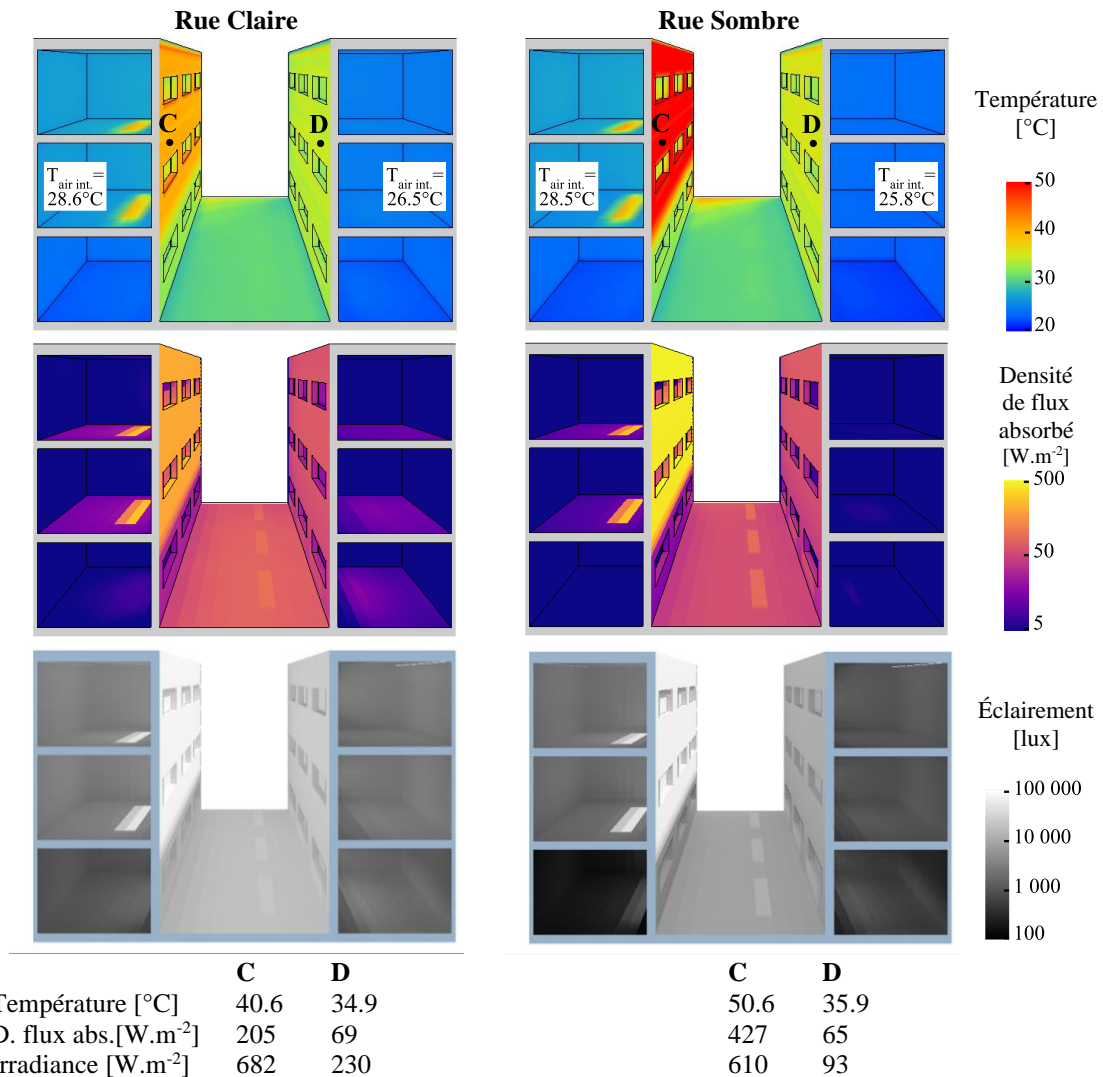 Rue Claire
Rue Sombre
C
D
C
D
T air int. =
28.6°C
T air int. =
26.5°C
T air int. =
28.5°C
T air int. =
25.8°C
Température
[°C]
50
40
30
20
Densité
de flux
absorbé
[W.m-2]
500
50
5
Éclairement
[lux]
100 000
10 000
1 000
100
C D
C D
Température [°C] 40.6 34.9 50.6 35.9
D. flux abs.[W.m-2] 205 69 427 65
rradiance [W.m-2] 682 230 610 93